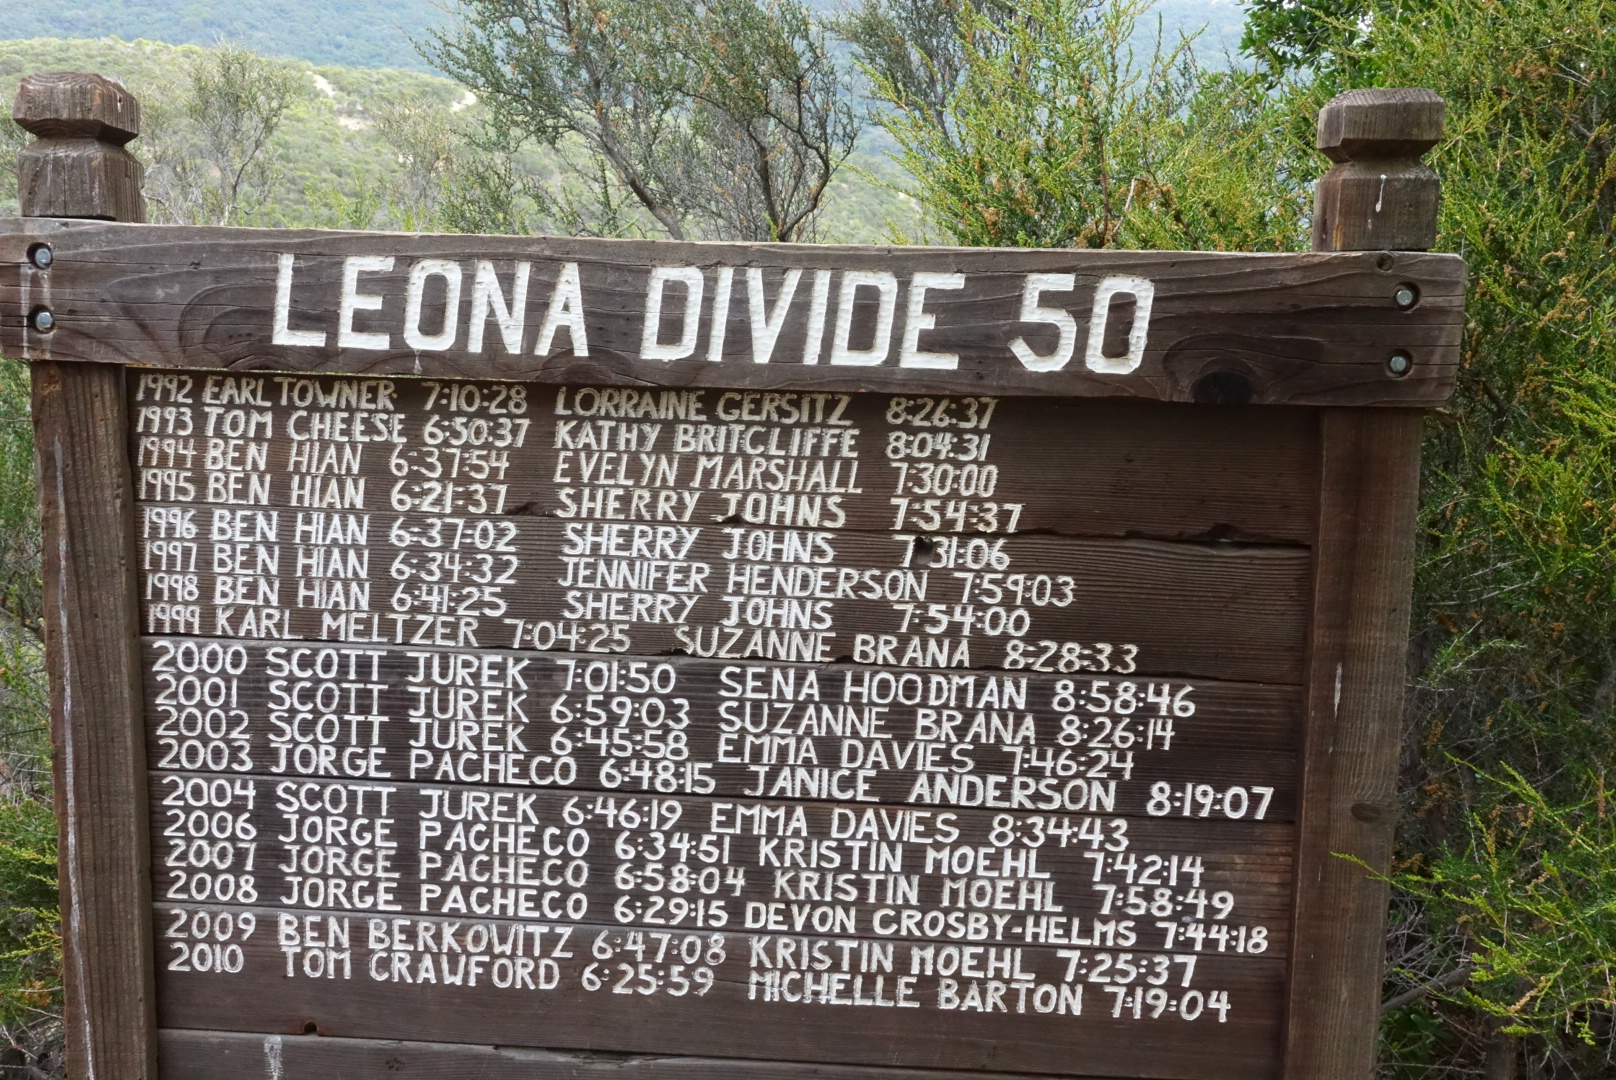 LEONA DIVIDE 50
1992 EARL TOWNER 7:10:28 LORRAINE GERSITZ 8:26:37
1993 TOM CHEESE 6:50:37 KATHY BRITCLIFFE 8:04:31
1994 BEN HIAN 6:37:54 EVELYN MARSHALL 7:30:00
1995 BEN HIAN 6:21:37 SHERRY JOHNS 7:54:37
1996 BEN HIAN 6:37:02 SHERRY JOHNS 7:31:06
1997 BEN HIAN 6:34:32 JENNIFER HENDERSON 7:59:03
1998 BEN HIAN 6:41:25 SHERRY JOHNS 7:54:00
1999 KARL MELTZER 7:04:25 SUZANNE BRANA 8:28:33
2000 SCOTT JUREK 7:01:50 SENA HOODMAN 8:58:46
2001 SCOTT JUREK 6:59:03 SUZANNE BRANA 8:26:14
2002 SCOTT JUREK 6:45:58 EMMA DAVIES 7:46:24
2003 JORGE PACHECO 6:48:15 JANICE ANDERSON 8:19:07
2004 SCOTT JUREK 6:46:19 EMMA DAVIES 8:34:43
2006 JORGE PACHECO 6:34:51 KRISTIN MOEHL 7:42:14
2007 JORGE PACHECO 6:58:04 KRISTIN MOEHL 7:58:49
2008 JORGE PACHECO 6:29:15 DEVON CROSBY-HELMS 7:44:18
2009 BEN BERKOWITZ 6:47:08 KRISTIN MOEHL 7:25:37
2010 TOM CRAWFORD 6:25:59 MICHELLE BARTON 7:19:04